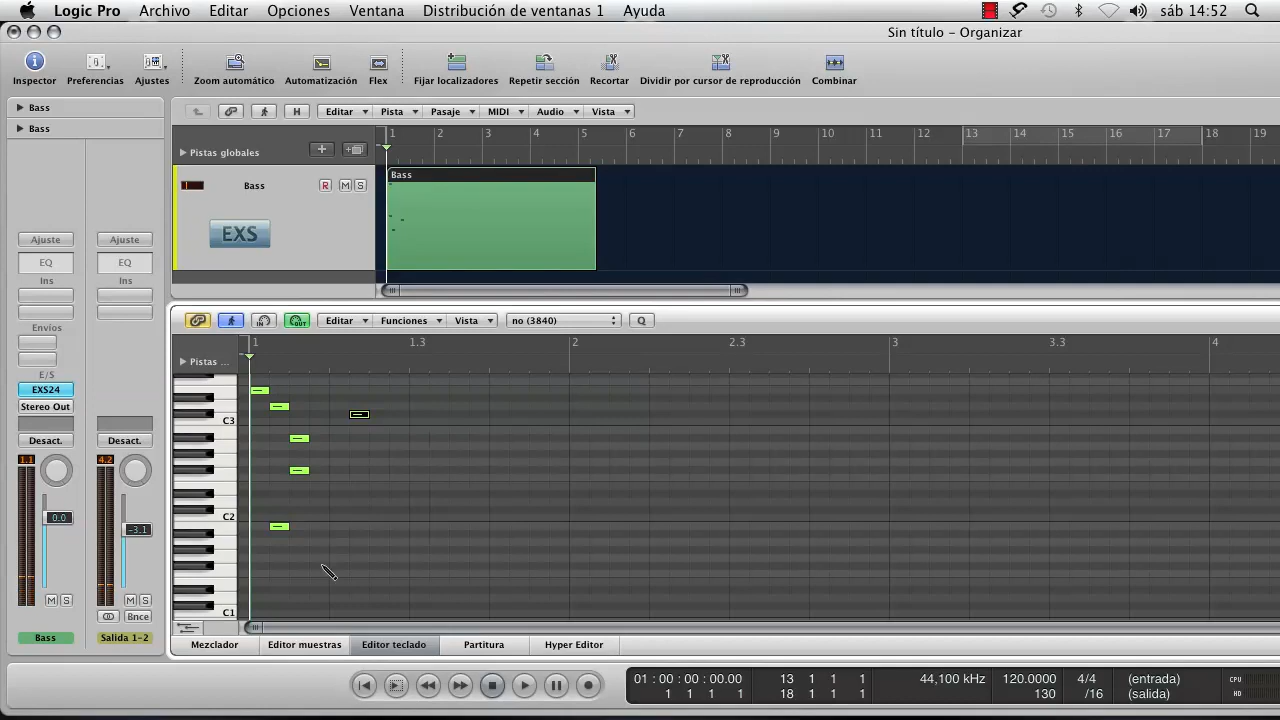 Logic Pro Archivo Editar Opciones Ventana Distribución de ventanas 1 Ayuda sáb 14:52
Sin título – Organizar
Inspector Preferencias Ajustes Zoom automático Automatización Flex Fijar localizadores Repetir sección Recortar Dividir por cursor de reproducción Combinar
Bass
Bass
H Editar Pista Pasaje MIDI Audio Vista
1 2 3 4 5 6 7 8 9 10 11 12 13 14 15 16 17 18 19
Pistas globales
Bass R M S
EXS
Bass
Ajuste Ajuste
EQ EQ
Ins Ins
Envíos
E/S
EXS24
Stereo Out
Desact. Desact.
1.1 4.2
0.0 -3.1
M S M S
Bnce
Bass Salida 1-2
IN OUT Editar Funciones Vista no (3840) Q
1 1.3 2 2.3 3 3.3 4
Pistas ...
C3
C2
C1
Mezclador Editor muestras Editor teclado Partitura Hyper Editor
01 : 00 : 00 : 00.00 13 1 1 1 44,100 kHz 120.0000 4/4 (entrada) CPU
1 1 1 1 18 1 1 1 130 /16 (salida) HD